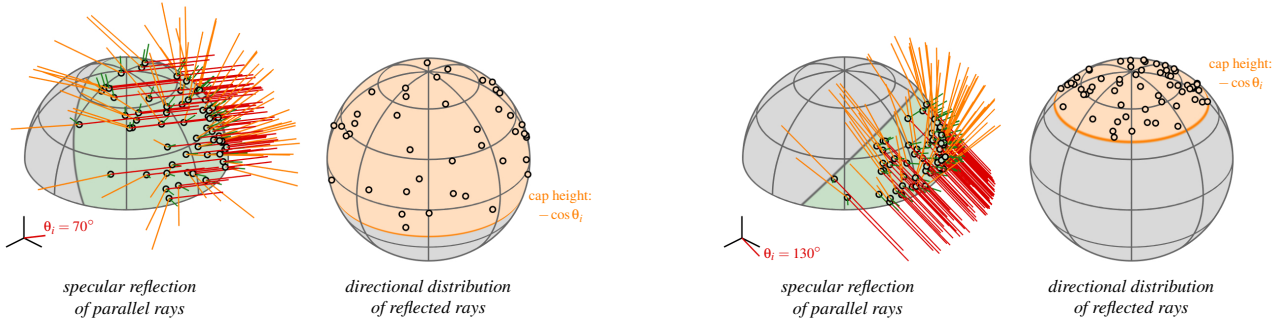 θi = 70°
specular reflection
of parallel rays
cap height:
− cos θi
directional distribution
of reflected rays
θi = 130°
specular reflection
of parallel rays
cap height:
− cos θi
directional distribution
of reflected rays